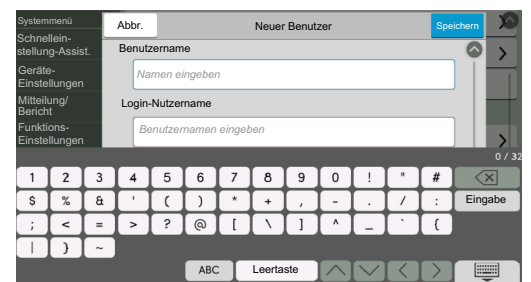 Systemmenü
Abbr.
Neuer Benutzer
Speichern
Schnellein-
stellung-Assist.
Geräte-
Einstellungen
Mitteilung/
Bericht
Funktions-
Einstellungen
Benutzername
Namen eingeben
Login-Nutzername
Benutzernamen eingeben
0 / 32
1 2 3 4 5 6 7 8 9 0 ! " #
$ % & ' ( ) * + , - . / : Eingabe
; < = > ? @ [ \ ] ^ _ ` {
| } ~
ABC Leertaste